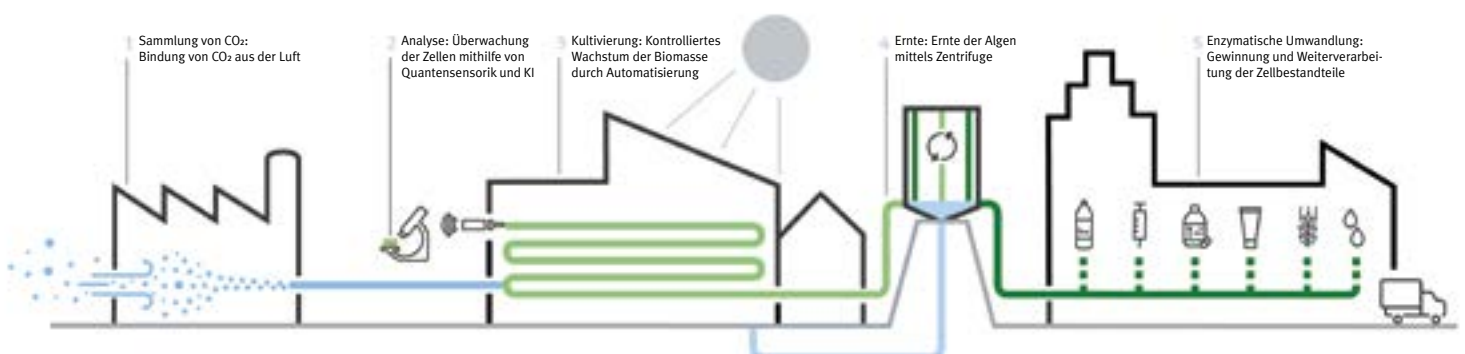 1 Sammlung von CO₂:
Bindung von CO₂ aus der Luft
2 Analyse: Überwachung
der Zellen mithilfe von
Quantensensorik und KI
3 Kultivierung: Kontrolliertes
Wachstum der Biomasse
durch Automatisierung
4 Ernte: Ernte der Algen
mittels Zentrifuge
5 Enzymatische Umwandlung:
Gewinnung und Weiterverarbei-
tung der Zellbestandteile